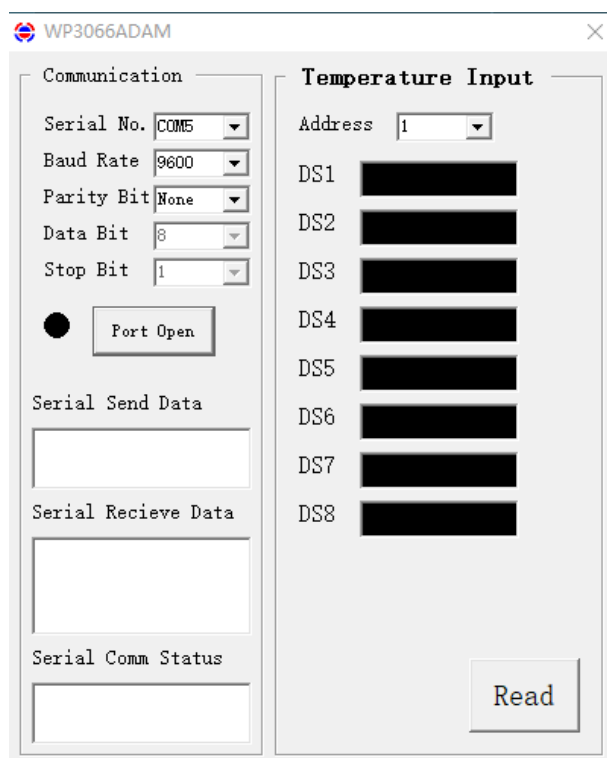 WP3066ADAM
Communication
Serial No. COM5
Baud Rate 9600
Parity Bit None
Data Bit 8
Stop Bit 1
Port Open
Serial Send Data
Serial Recieve Data
Serial Comm Status
Temperature Input
Address 1
DS1
DS2
DS3
DS4
DS5
DS6
DS7
DS8
Read